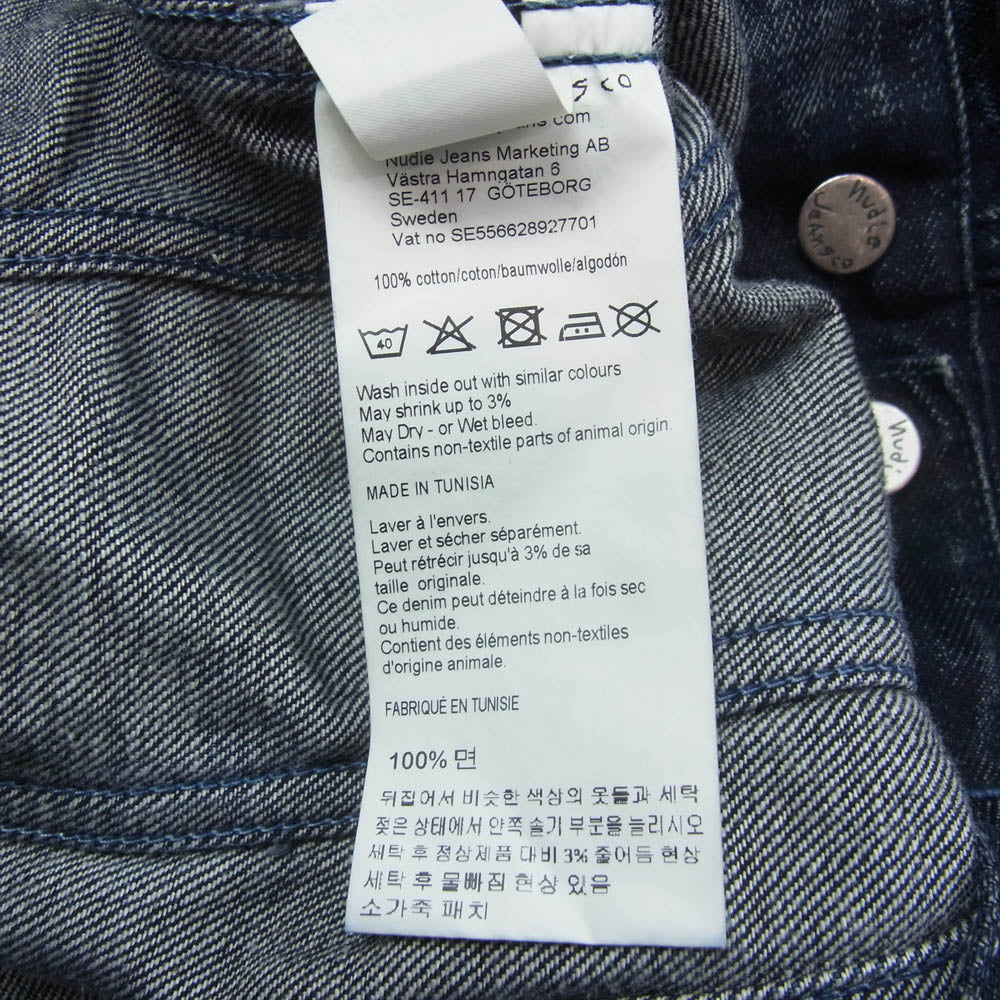 s co
.com
Nudie Jeans Marketing AB
Västra Hamngatan 6
SE-411 17 GÖTEBORG
Sweden
Vat no SE556628927701
100% cotton/coton/baumwolle/algodón
40
Wash inside out with similar colours
May shrink up to 3%
May Dry - or Wet bleed.
Contains non-textile parts of animal origin.
MADE IN TUNISIA
Laver à l'envers.
Laver et sécher séparément.
Peut rétrécir jusqu'à 3% de sa
taille originale.
Ce denim peut déteindre à la fois sec
ou humide.
Contient des éléments non-textiles
d'origine animale.
FABRIQUÉ EN TUNISIE
100% 면
뒤집어서 비슷한 색상의 옷들과 세탁
젖은 상태에서 안쪽 솔기 부분을 늘리시오
세탁 후 정상제품 대비 3% 줄어듬 현상
세탁 후 물빠짐 현상 있음
소가죽 패치
nudie
Jeans co